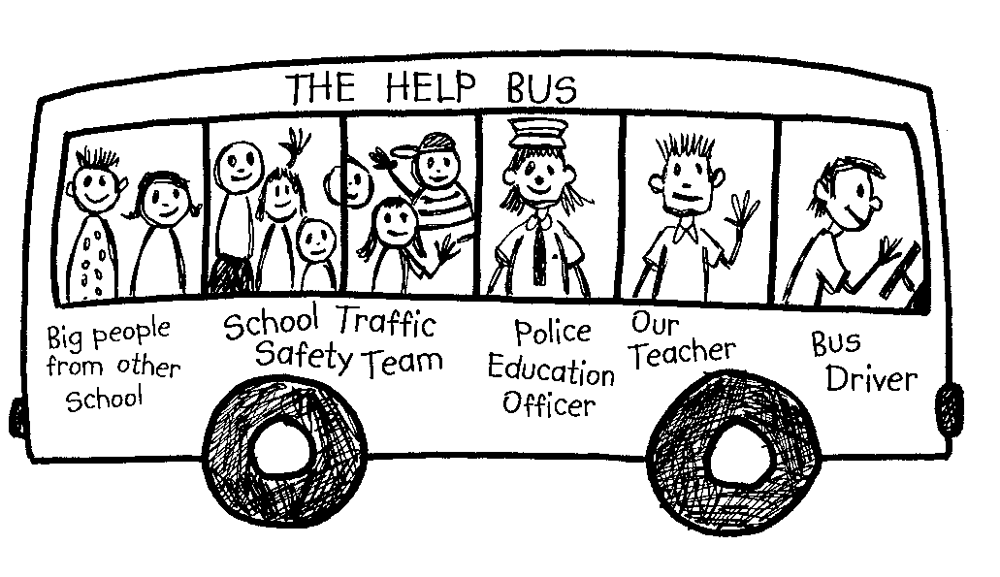 THE HELP BUS
Big people
from other
School
School Traffic
Safety Team
Police
Education
Officer
Our
Teacher
Bus
Driver